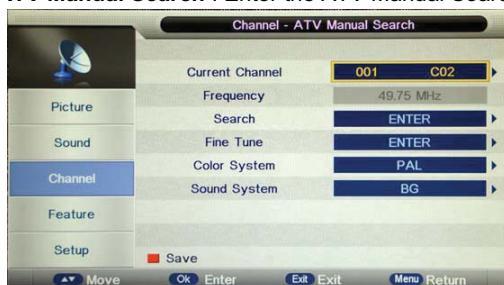 Channel - ATV Manual Search
Current Channel 001 C02
Frequency 49.75 MHz
Search ENTER
Fine Tune ENTER
Color System PAL
Sound System BG
Picture
Sound
Channel
Feature
Setup
Save
Move Ok Enter Exit Exit Menu Return